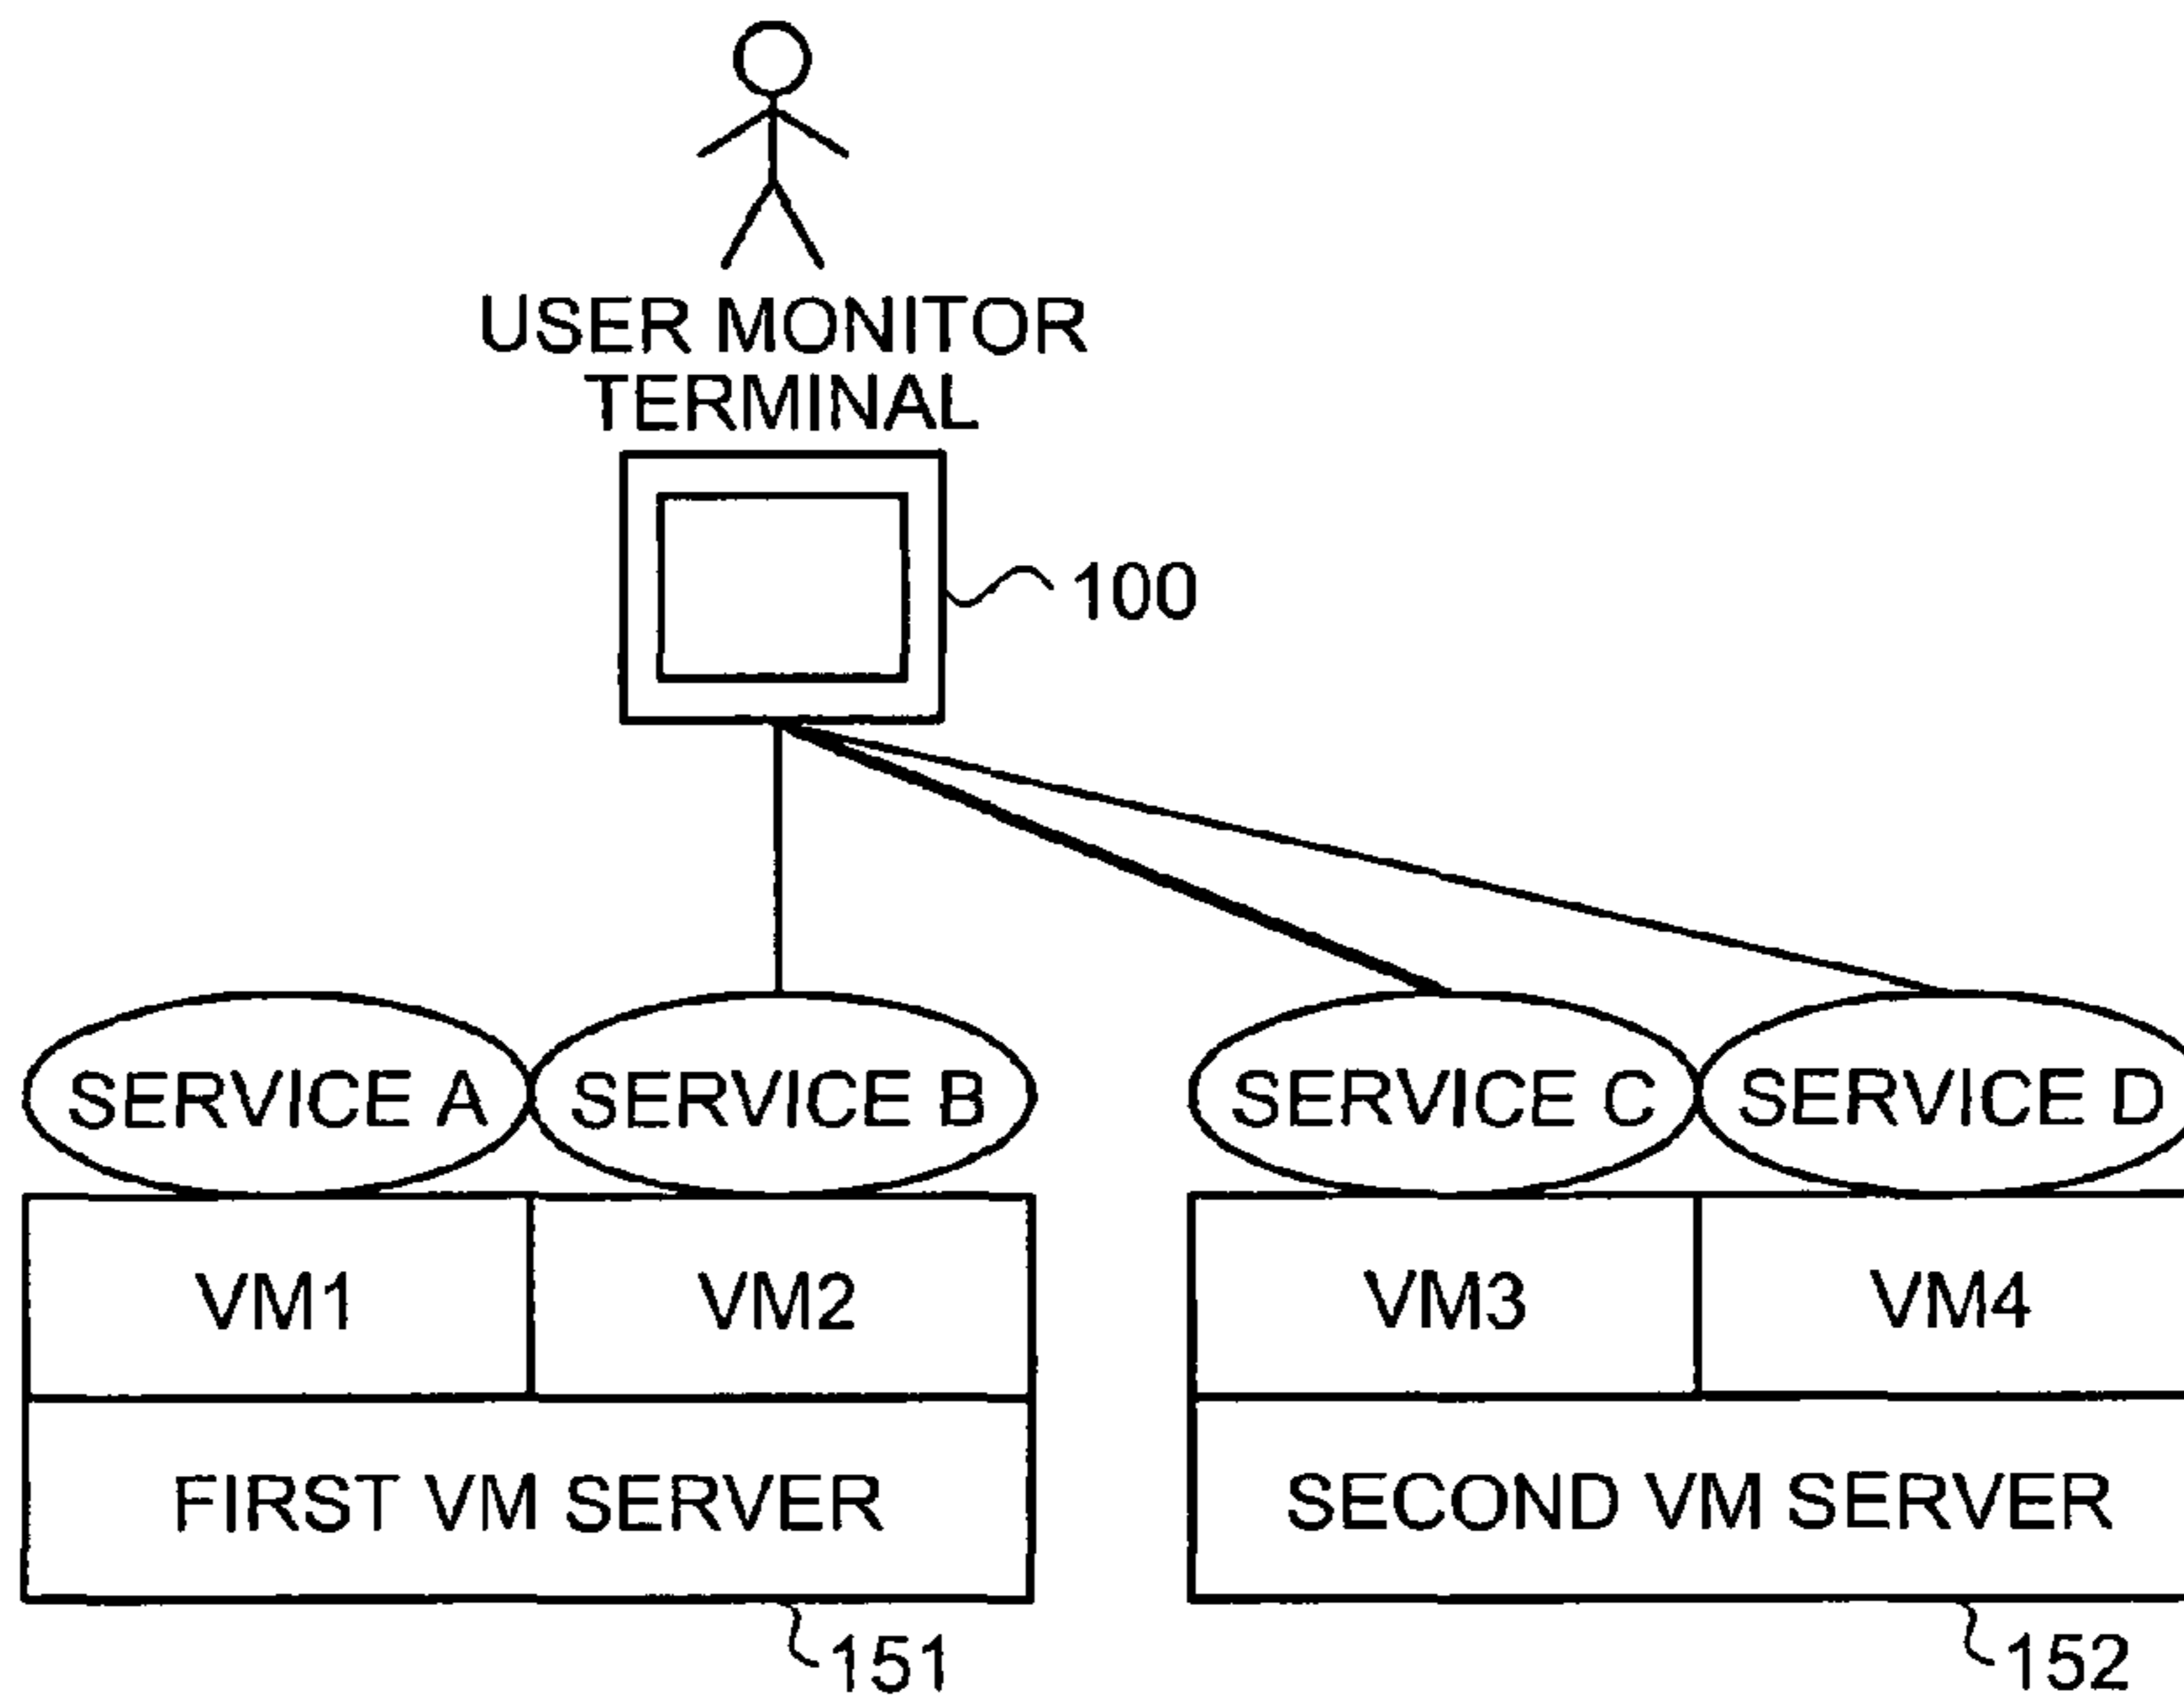 USER MONITOR
TERMINAL
100
SERVICE A
SERVICE B
SERVICE C
SERVICE D
VM1
VM2
VM3
VM4
FIRST VM SERVER
SECOND VM SERVER
151
152